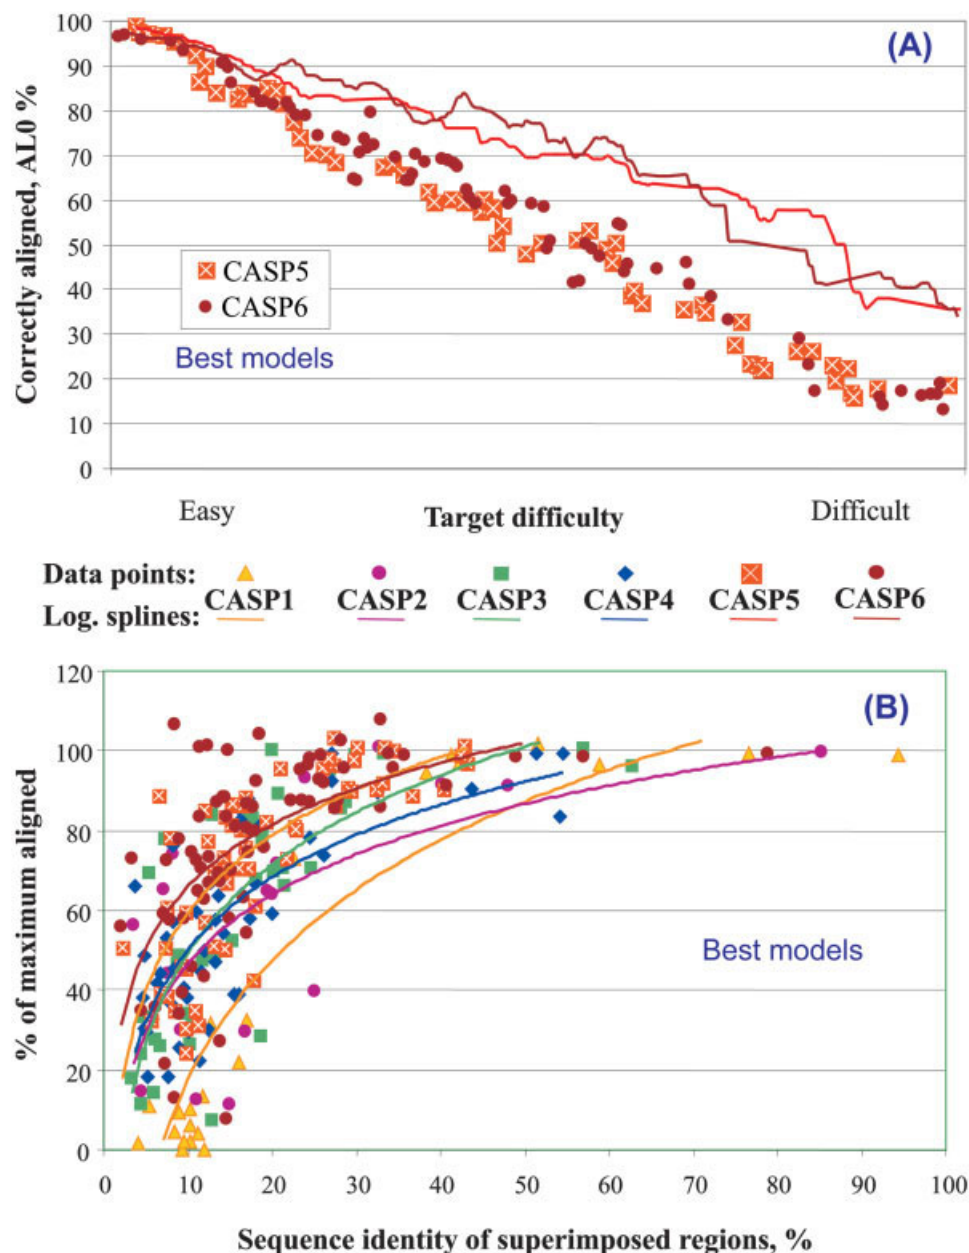 (A)
Correctly aligned, AL0 %
100
90
80
70
60
50
40
30
20
10
0
CASP5
CASP6
Best models
Easy
Target difficulty
Difficult
Data points:
Log. splines:
CASP1
CASP2
CASP3
CASP4
CASP5
CASP6
(B)
% of maximum aligned
120
100
80
60
40
20
0
Best models
0 10 20 30 40 50 60 70 80 90 100
Sequence identity of superimposed regions, %